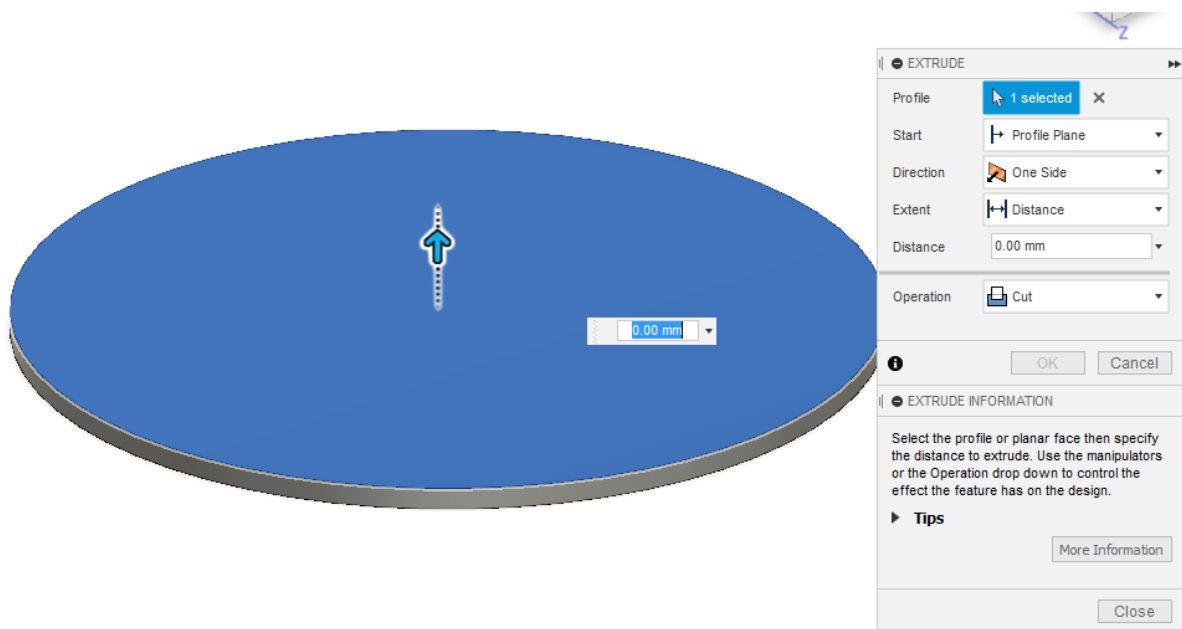 Z
EXTRUDE
Profile 1 selected
Start Profile Plane
Direction One Side
Extent Distance
Distance 0.00 mm
0.00 mm
Operation Cut
OK Cancel
EXTRUDE INFORMATION
Select the profile or planar face then specify
the distance to extrude. Use the manipulators
or the Operation drop down to control the
effect the feature has on the design.
Tips
More Information
Close